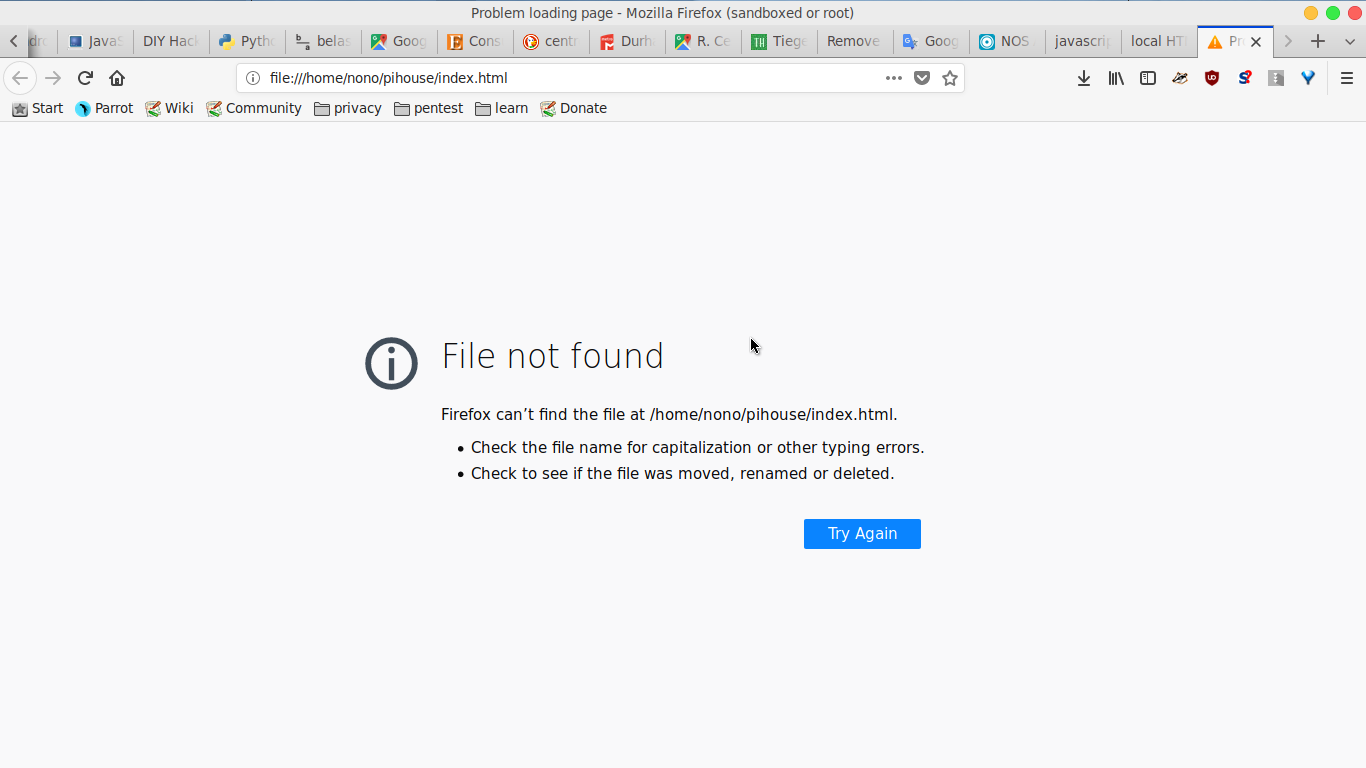 Problem loading page - Mozilla Firefox (sandboxed or root)
JavaS DIY Hack Pyth belas Goog Cons centr Durh R. Ce Tiege Remove Goog NOS javascrip local HT Pr
file:///home/nono/pihouse/index.html
Start Parrot Wiki Community privacy pentest learn Donate
File not found
Firefox can’t find the file at /home/nono/pihouse/index.html.
• Check the file name for capitalization or other typing errors.
• Check to see if the file was moved, renamed or deleted.
Try Again